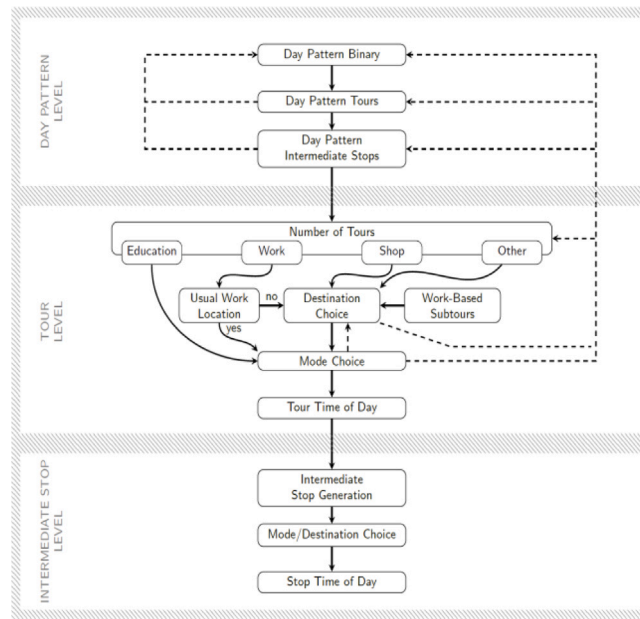 DAY PATTERN
LEVEL
Day Pattern Binary
Day Pattern Tours
Day Pattern
Intermediate Stops
TOUR
LEVEL
Number of Tours
Education
Work
Shop
Other
Usual Work
Location
no
yes
Destination
Choice
Work-Based
Subtours
Mode Choice
Tour Time of Day
INTERMEDIATE STOP
LEVEL
Intermediate
Stop Generation
Mode/Destination Choice
Stop Time of Day